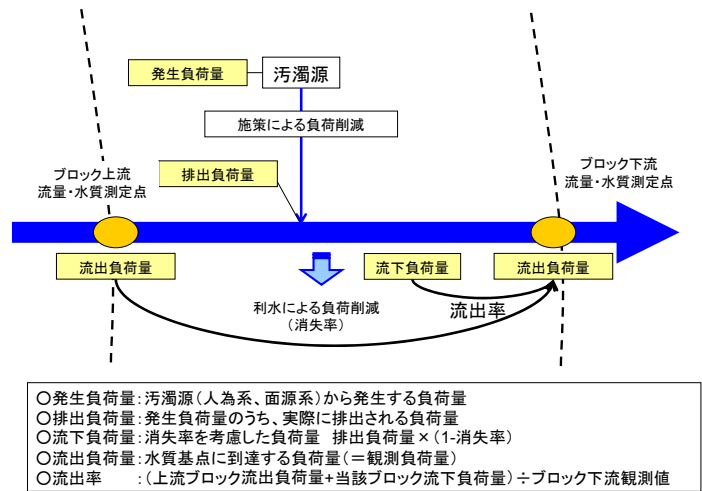 発生負荷量
汚濁源
施策による負荷削減
ブロック上流
流量・水質測定点
排出負荷量
ブロック下流
流量・水質測定点
流出負荷量
流下負荷量
流出負荷量
利水による負荷削減
（消失率）
流出率
○発生負荷量：汚濁源（人為系、面源系）から発生する負荷量
○排出負荷量：発生負荷量のうち、実際に排出される負荷量
○流下負荷量：消失率を考慮した負荷量　排出負荷量×（1-消失率）
○流出負荷量：水質基点に到達する負荷量（＝観測負荷量）
○流出率　　：（上流ブロック流出負荷量+当該ブロック流下負荷量）÷ブロック下流観測値